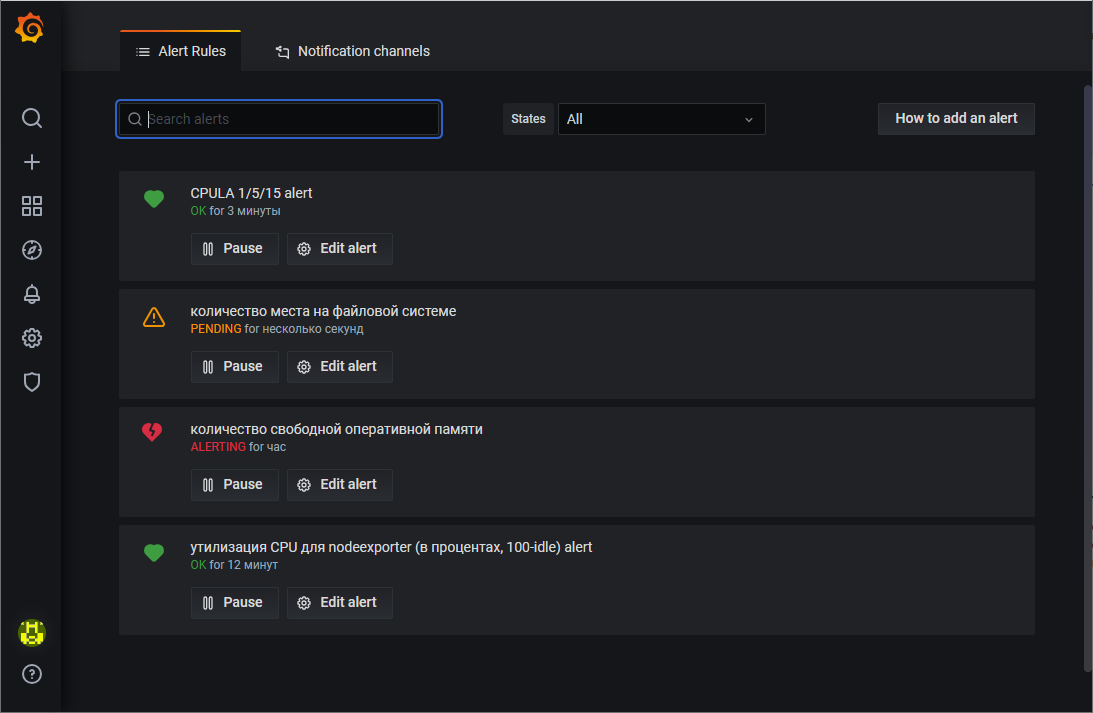 Alert Rules
Notification channels
Search alerts
States
All
How to add an alert
CPULA 1/5/15 alert
OK for 3 минуты
Pause
Edit alert
количество места на файловой системе
PENDING for несколько секунд
Pause
Edit alert
количество свободной оперативной памяти
ALERTING for час
Pause
Edit alert
утилизация CPU для nodeexporter (в процентах, 100-idle) alert
OK for 12 минут
Pause
Edit alert